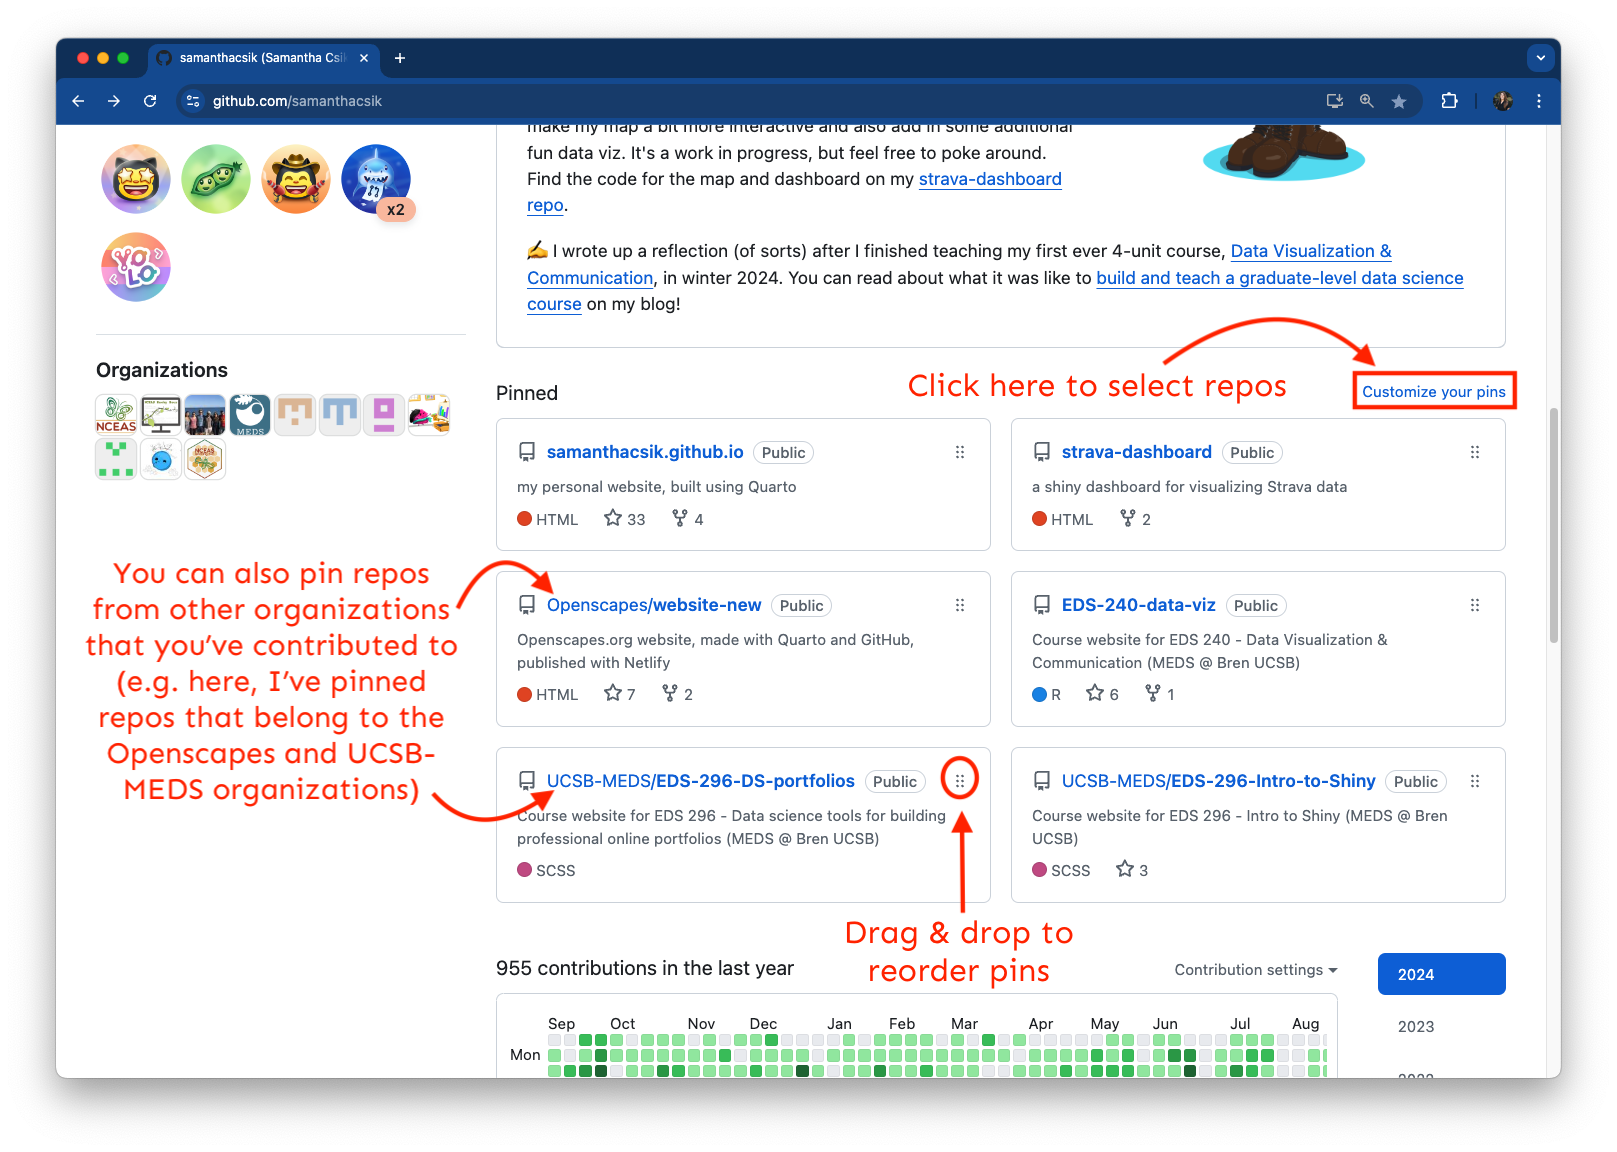 samanthacsik (Samantha Csik
github.com/samanthacsik
make my map a bit more interactive and also add in some additional
fun data viz. It's a work in progress, but feel free to poke around.
Find the code for the map and dashboard on my strava-dashboard
repo.
x2
YOLO
✍️ I wrote up a reflection (of sorts) after I finished teaching my first ever 4-unit course, Data Visualization &
Communication, in winter 2024. You can read about what it was like to build and teach a graduate-level data science
course on my blog!
Organizations
NCEAS
MEDS
Pinned
Click here to select repos
Customize your pins
samanthacsik.github.io Public
my personal website, built using Quarto
HTML 33 4
strava-dashboard Public
a shiny dashboard for visualizing Strava data
HTML 2
You can also pin repos
from other organizations
that you've contributed to
(e.g. here, I've pinned
repos that belong to the
Openscapes and UCSB-
MEDS organizations)
Openscapes/website-new Public
Openscapes.org website, made with Quarto and GitHub,
published with Netlify
HTML 7 2
EDS-240-data-viz Public
Course website for EDS 240 - Data Visualization &
Communication (MEDS @ Bren UCSB)
R 6 1
UCSB-MEDS/EDS-296-DS-portfolios Public
Course website for EDS 296 - Data science tools for building
professional online portfolios (MEDS @ Bren UCSB)
SCSS
UCSB-MEDS/EDS-296-Intro-to-Shiny Public
Course website for EDS 296 - Intro to Shiny (MEDS @ Bren
UCSB)
SCSS 3
Drag & drop to
reorder pins
955 contributions in the last year
Contribution settings
2024
2023
Sep Oct Nov Dec Jan Feb Mar Apr May Jun Jul Aug
Mon